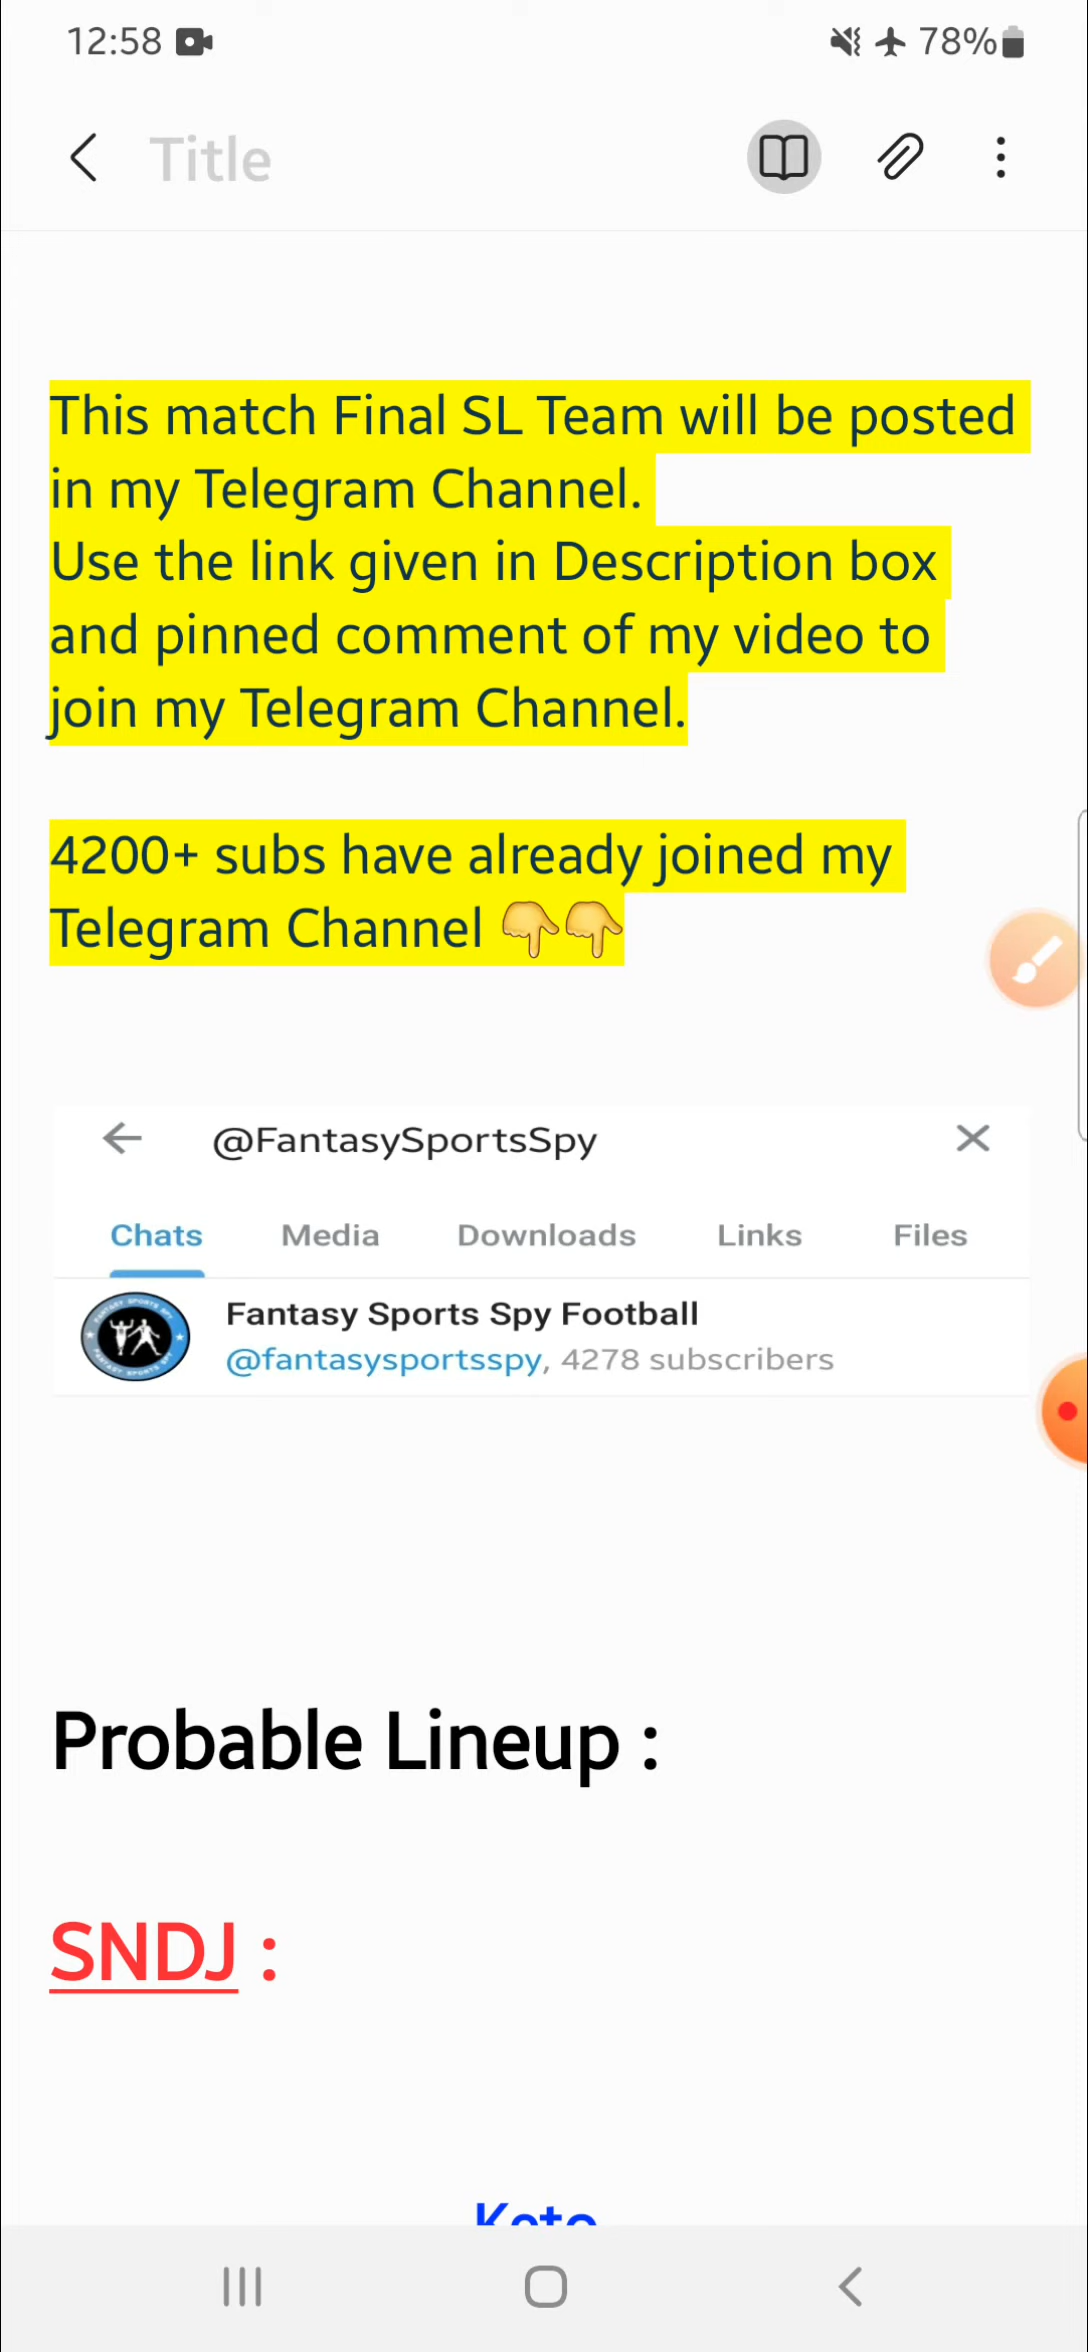 12:58
78%
Title
This match Final SL Team will be posted
in my Telegram Channel.
Use the link given in Description box
and pinned comment of my video to
join my Telegram Channel.
4200+ subs have already joined my
Telegram Channel 👇👇
@FantasySportsSpy
Chats Media Downloads Links Files
Fantasy Sports Spy Football
@fantasysportsspy, 4278 subscribers
Probable Lineup :
SNDJ :